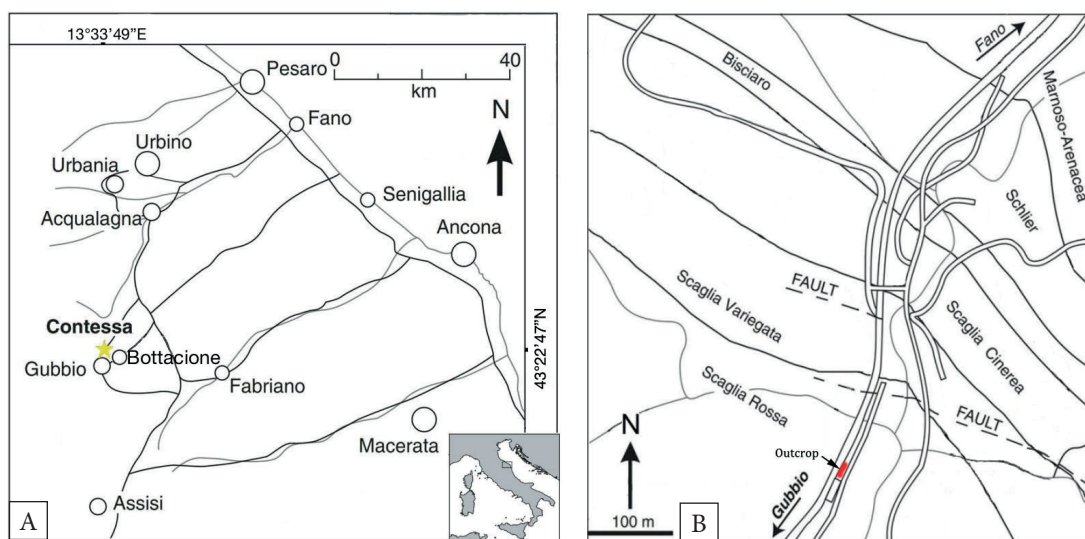 13°33'49”E
Pesaro
0
40
km
N
Fano
Urbino
Urbania
Senigallia
Acqualagna
Ancona
Contessa
43°22'47”N
Bottacione
Gubbio
Fabriano
Macerata
Assisi
A
Fano
Bisciaro
Marnoso-Arenacea
Schlier
FAULT
Scaglia Variegata
Scaglia Cinerea
Scaglia Rossa
FAULT
N
Outcrop
Gubbio
100 m
B